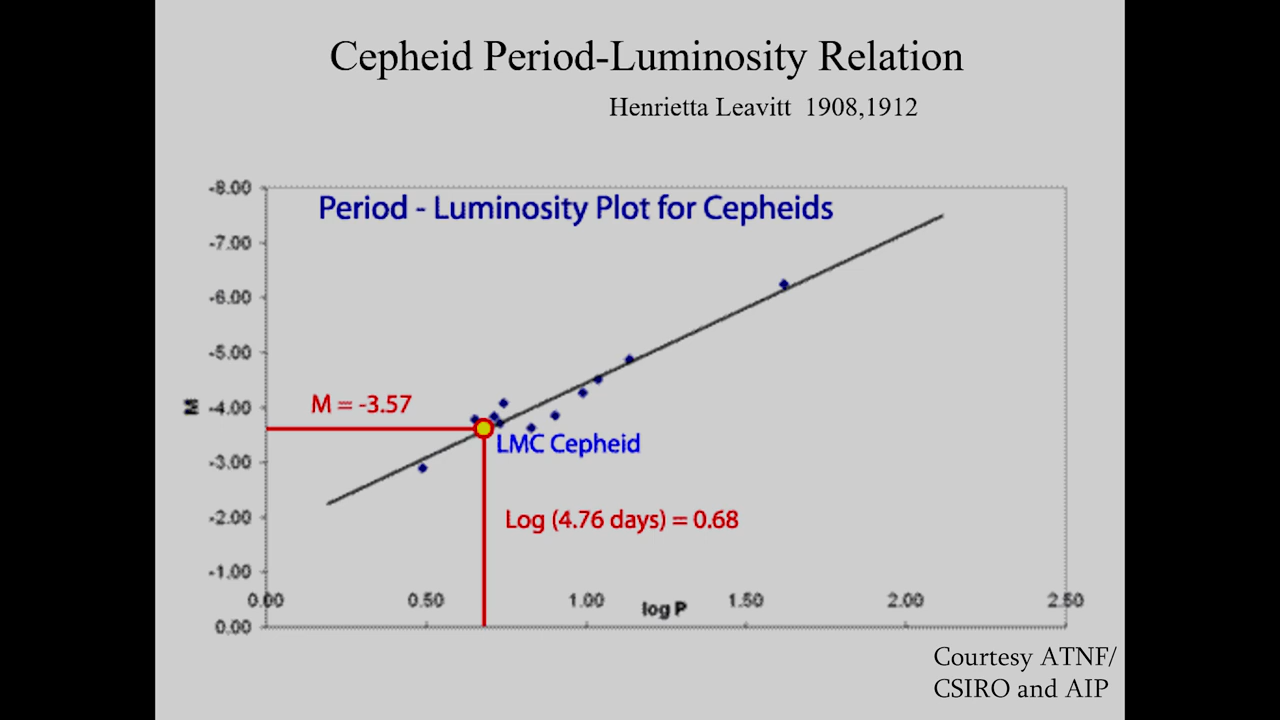 Cepheid Period-Luminosity Relation
Henrietta Leavitt 1908,1912
Period - Luminosity Plot for Cepheids
-8.00
-7.00
-6.00
-5.00
-4.00
-3.00
-2.00
-1.00
0.00
M
M = -3.57
LMC Cepheid
Log (4.76 days) = 0.68
0.00 0.50 1.00 1.50 2.00 2.50
log P
Courtesy ATNF/
CSIRO and AIP